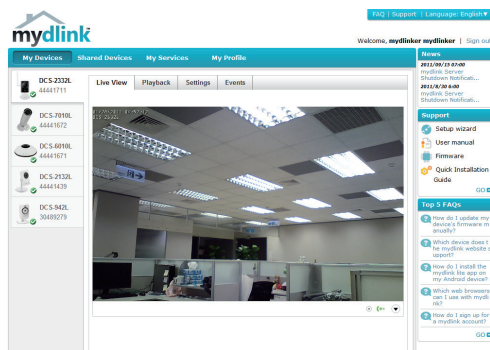 FAQ | Support | Language: English▼
mydlink
Welcome, mydlinker mydlinker | Sign out
My Devices
Shared Devices
My Services
My Profile
DCS-2332L
44441711
DCS-7010L
44441672
DCS-6010L
44441671
DCS-2132L
44441439
DCS-942L
30489279
Live View
Playback
Settings
Events
News
2011/09/15 07:00
mydlink Server
Shutdown Notificati...
2011/8/30 6:00
mydlink Server
Shutdown Notificati...
Support
Setup wizard
User manual
Firmware
Quick Installation
Guide
GO
Top 5 FAQs
How do I update my
device's firmware m
anually?
Which device does t
he mydlink website s
upport?
How do I install the
mydlink lite app on
my Android device?
Which web browsers
can I use with mydli
nk?
How do I sign up for
a mydlink account?
GO